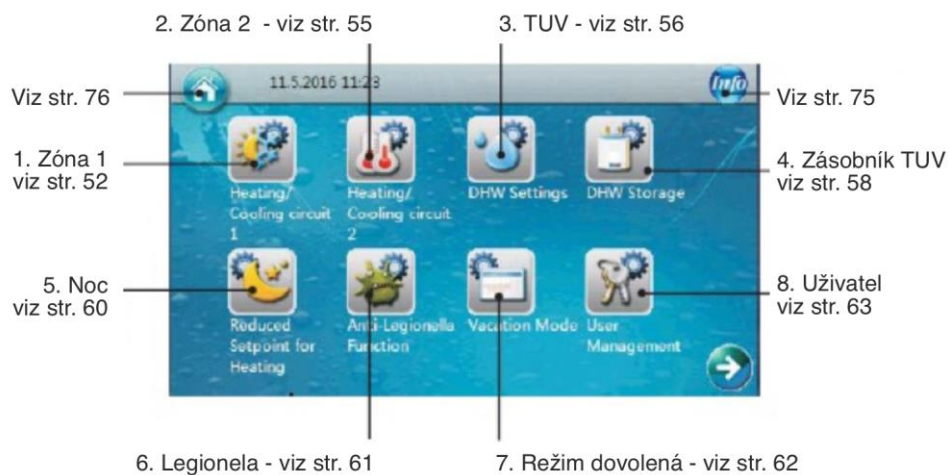 2. Zóna 2 - viz str. 55
3. TUV - viz str. 56
Viz str. 76
11.5.2016 11:23
Info
Viz str. 75
1. Zóna 1
viz str. 52
Heating/
Cooling circuit
1
Heating/
Cooling circuit
2
DHW Settings
DHW Storage
4. Zásobník TUV
viz str. 58
5. Noc
viz str. 60
Reduced
Setpoint for
Heating
Anti-Legionella
Function
Vacation Mode
User
Management
8. Uživatel
viz str. 63
6. Legionela - viz str. 61
7. Režim dovolená - viz str. 62